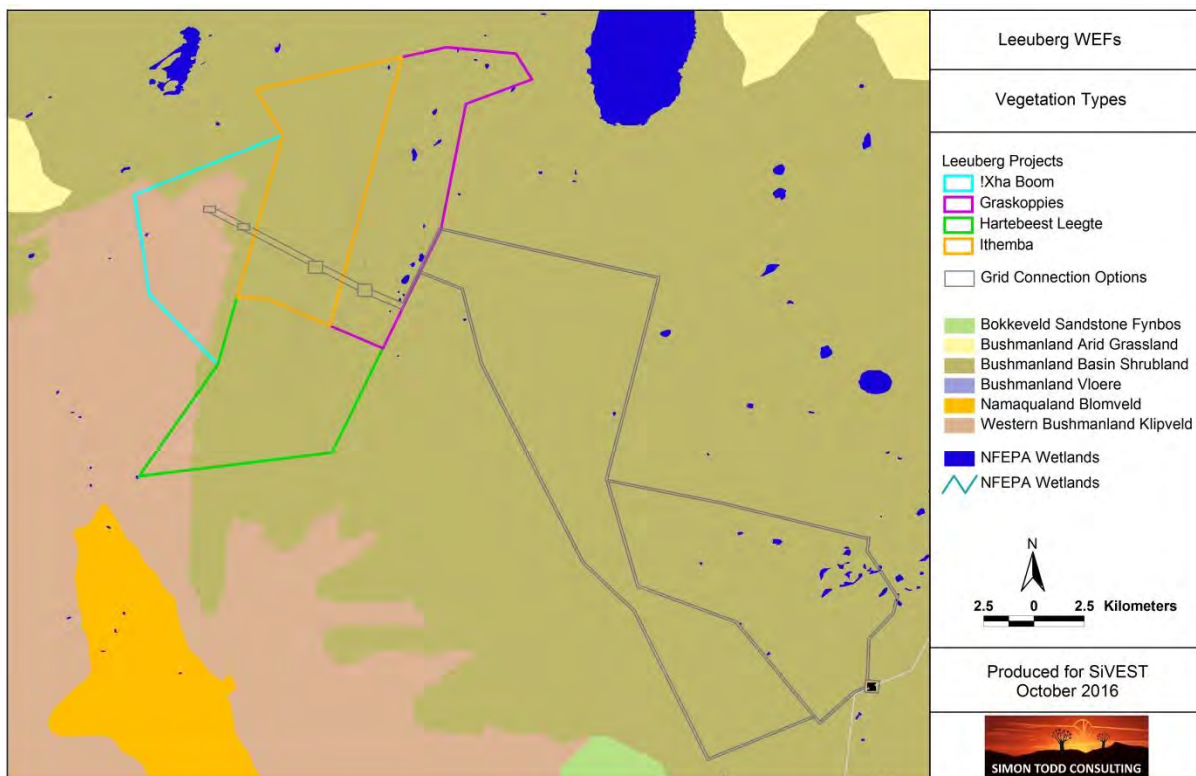 Leeuberg WEFs
Vegetation Types
Leeuberg Projects
!Xha Boom
Graskoppies
Hartebeest Leegte
Ithemba
Grid Connection Options
Bokkeveld Sandstone Fynbos
Bushmanland Arid Grassland
Bushmanland Basin Shrubland
Bushmanland Vloere
Namaqualand Blomveld
Western Bushmanland Klipveld
NFEPA Wetlands
NFEPA Wetlands
N
2.5 0 2.5 Kilometers
Produced for SiVEST
October 2016
SIMON TODD CONSULTING